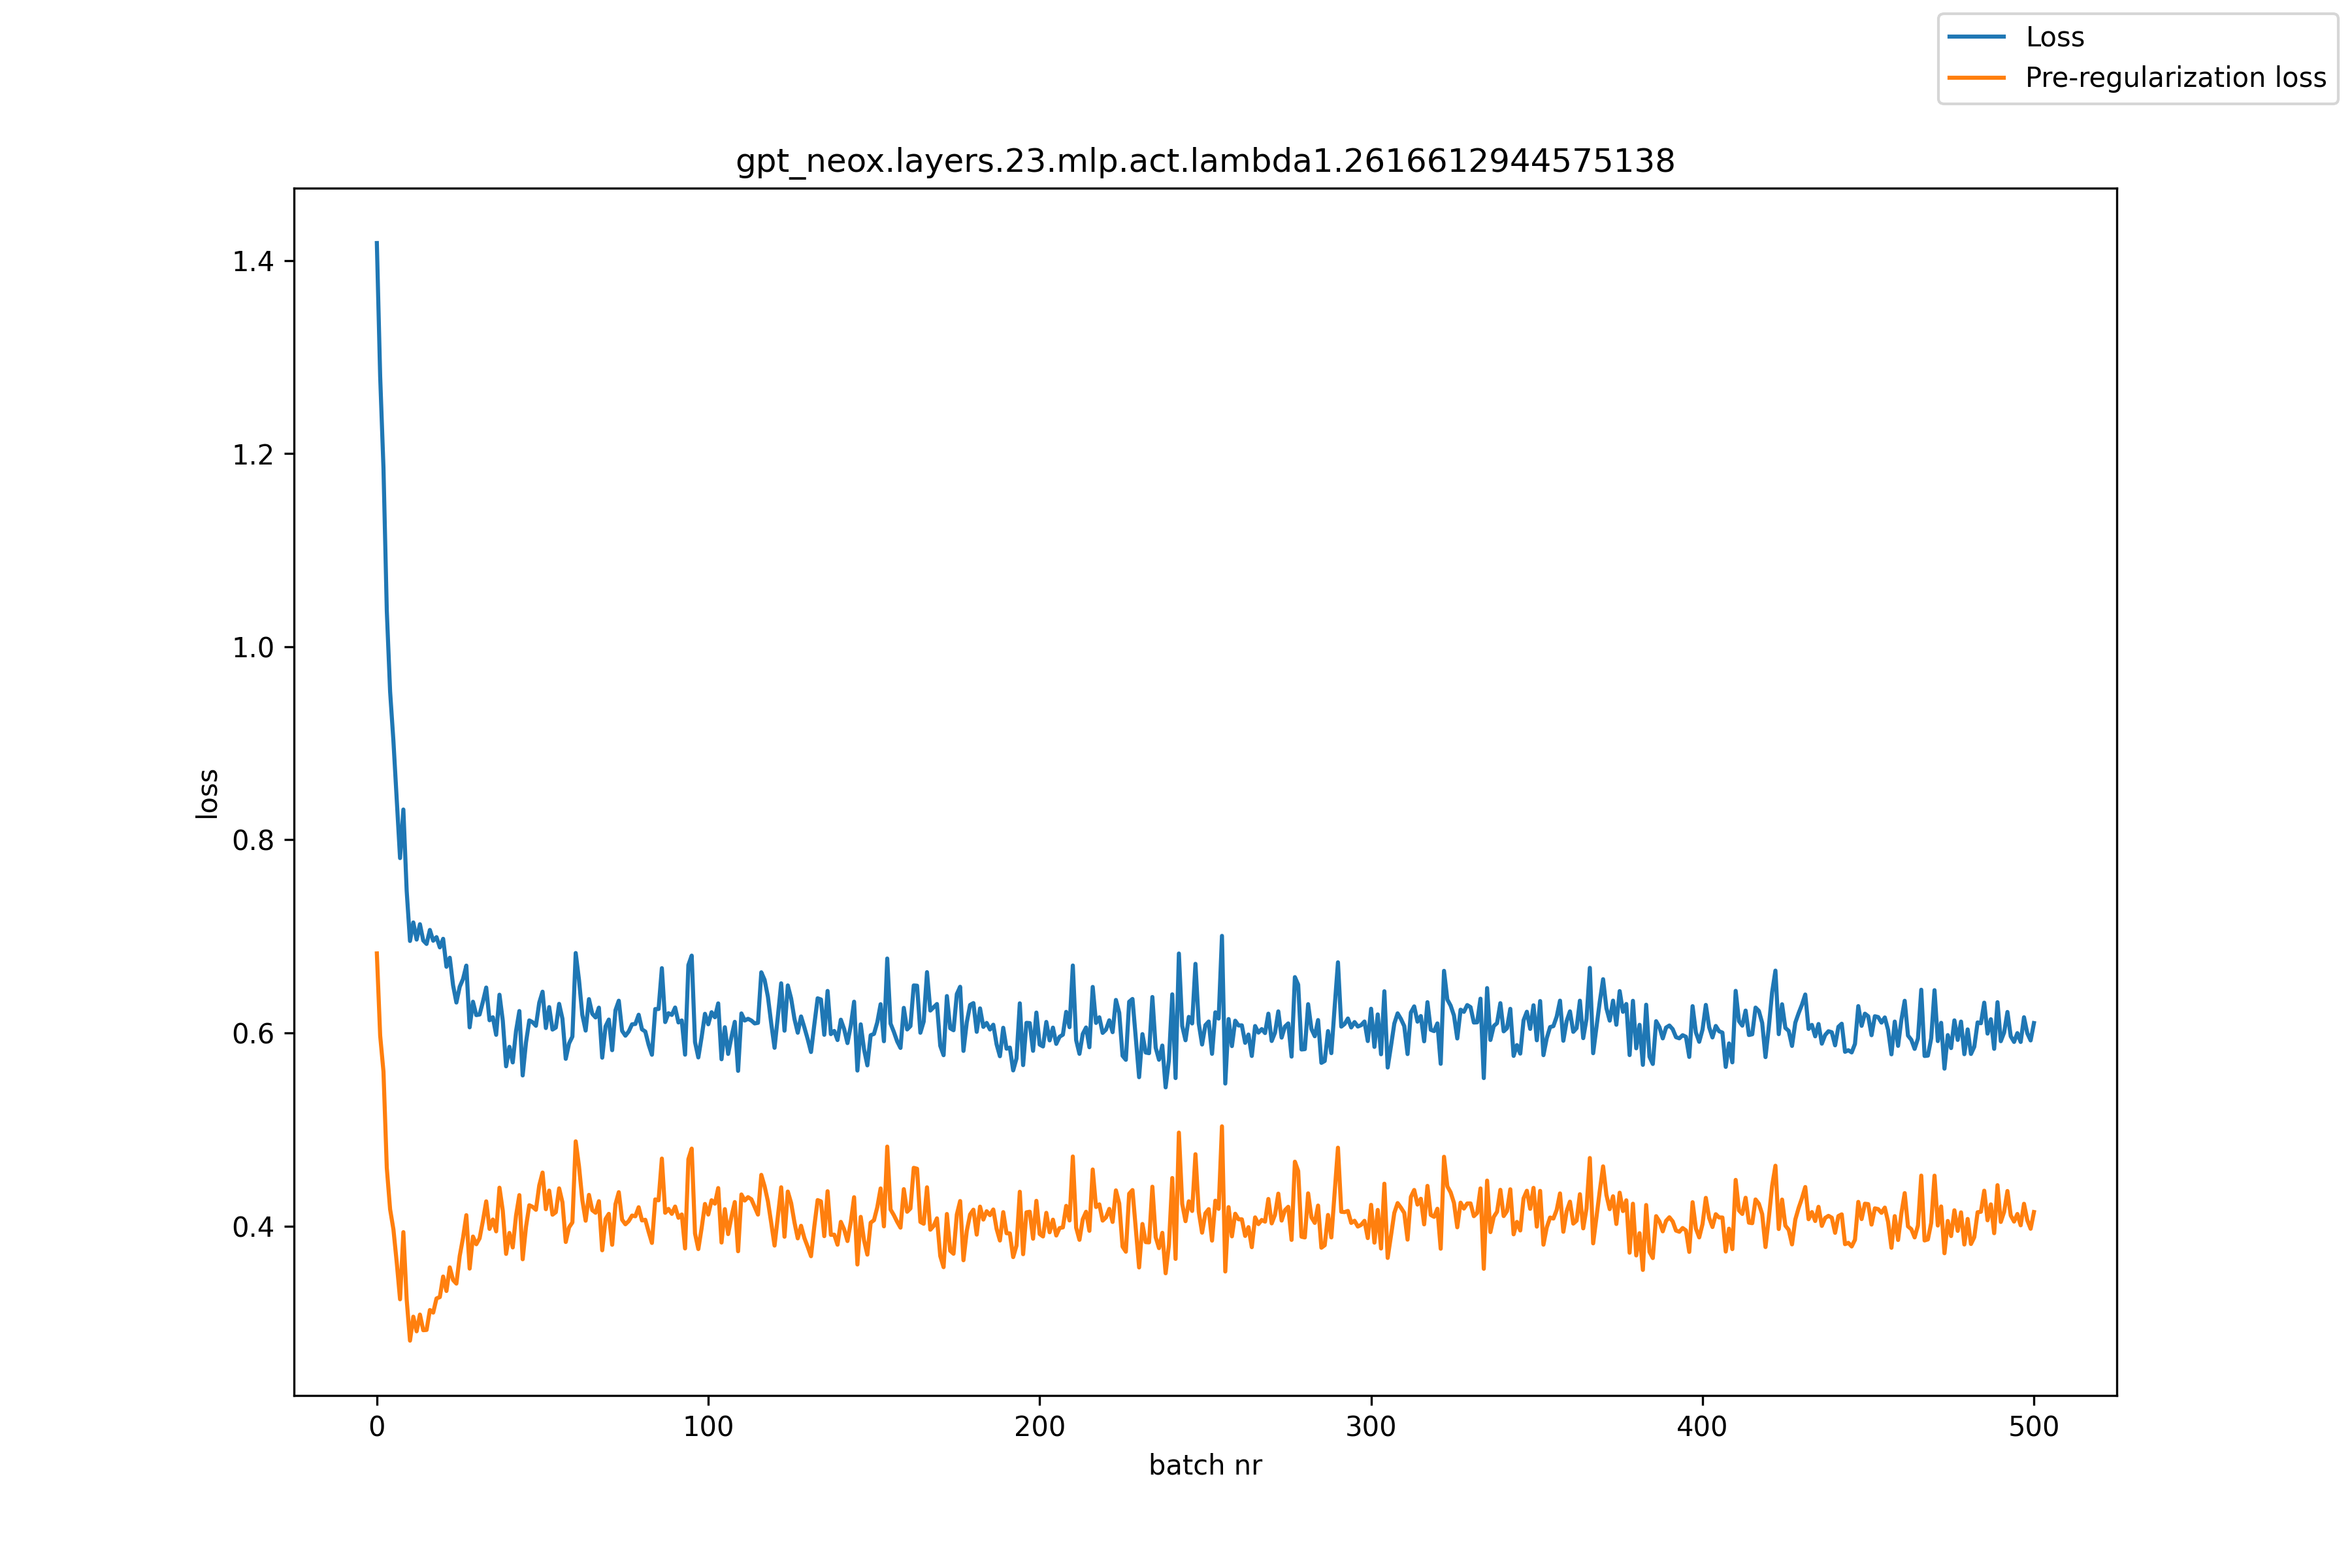 Loss
Pre-regularization loss
gpt_neox.layers.23.mlp.act.lambda1.2616612944575138
1.4
1.2
1.0
0.8
0.6
0.4
loss
0
100
200
300
400
500
batch nr